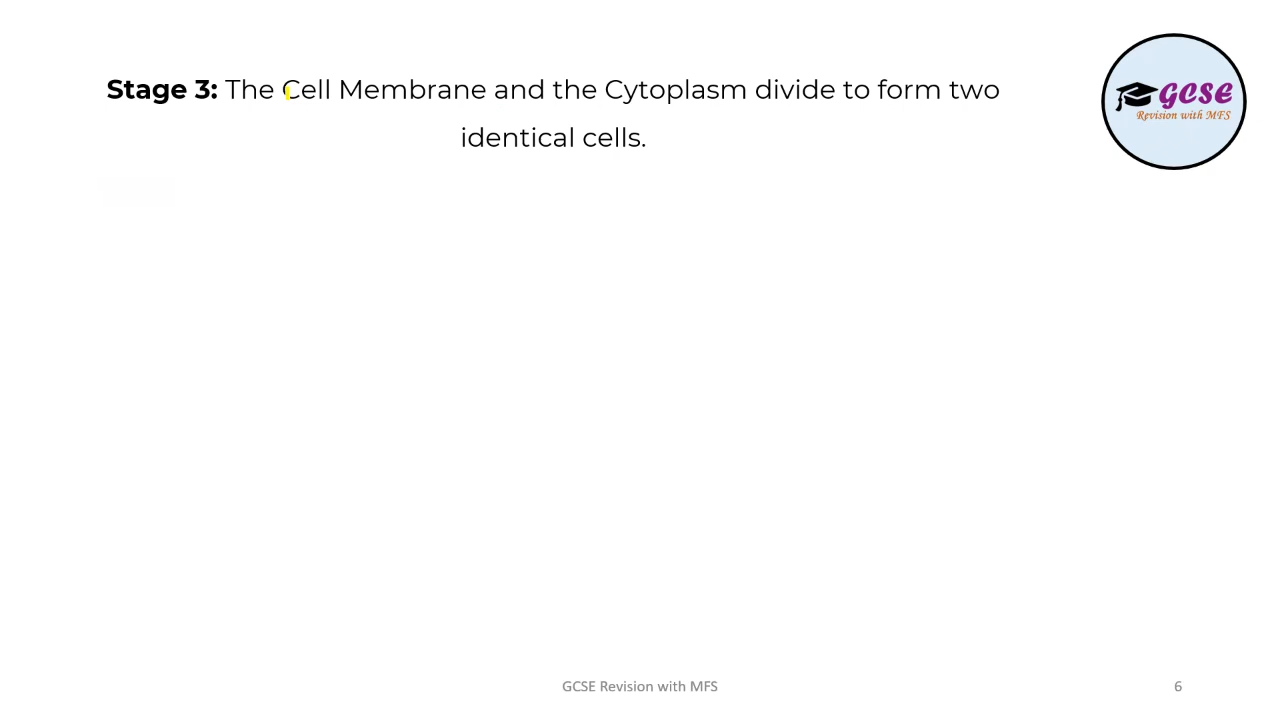 Stage 3: The Cell Membrane and the Cytoplasm divide to form two
identical cells.
GCSE
Revision with MFS
GCSE Revision with MFS
6